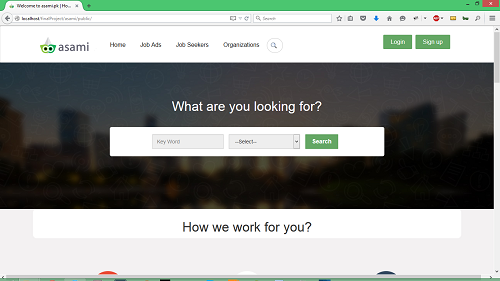 Welcome to asami.pk | Ho...
localhost/FinalProject/asami/public/
Search
asami
Home
Job Ads
Job Seekers
Organizations
Login
Sign up
What are you looking for?
Key Word
--Select--
Search
How we work for you?